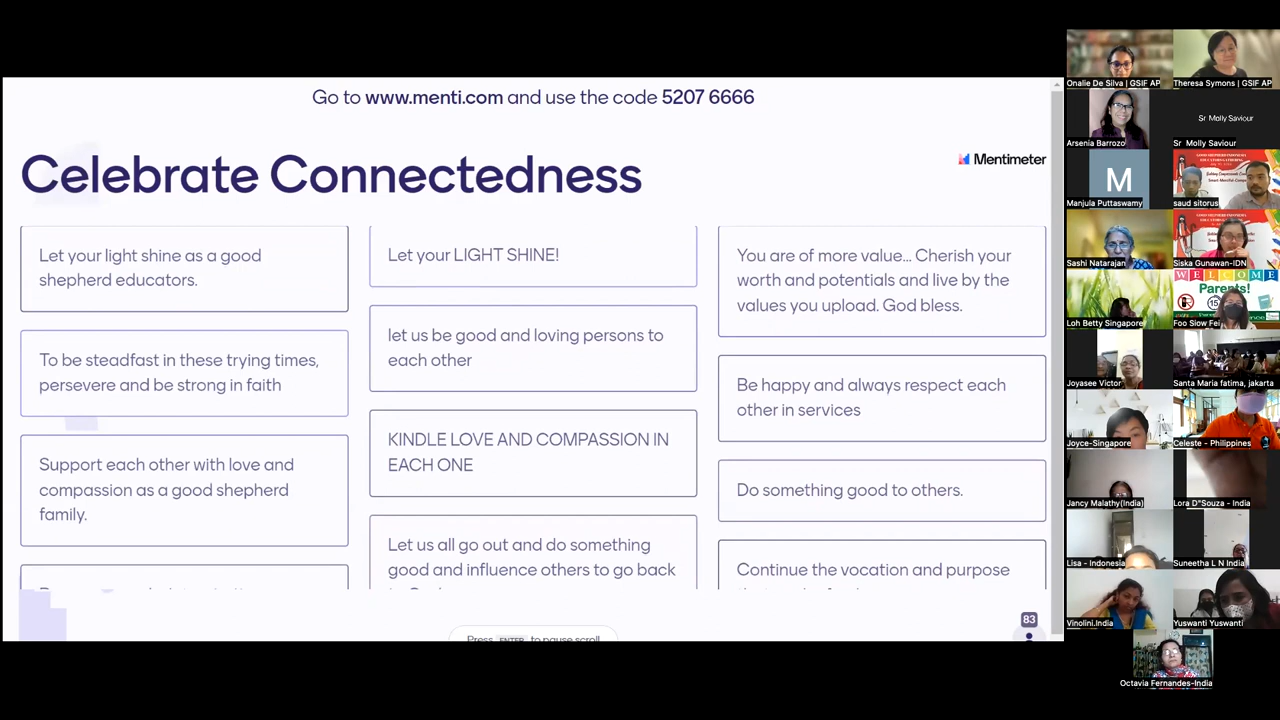 Go to www.menti.com and use the code 5207 6666
Celebrate Connectedness
Mentimeter
Let your light shine as a good
shepherd educators.
To be steadfast in these trying times,
persevere and be strong in faith
Support each other with love and
compassion as a good shepherd
family.
Let your LIGHT SHINE!
let us be good and loving persons to
each other
KINDLE LOVE AND COMPASSION IN
EACH ONE
Let us all go out and do something
good and influence others to go back
You are of more value... Cherish your
worth and potentials and live by the
values you upload. God bless.
Be happy and always respect each
other in services
Do something good to others.
Continue the vocation and purpose
83
Press ENTER to pause scroll
Onalie De Silva | GSIF AP
Theresa Symons | GSIF AP
Arsenia Barrozo
Sr Molly Saviour
Sr Molly Saviour
M
Manjula Puttaswamy
saud sitorus
Sashi Natarajan
Siska Gunawan-IDN
WELCOME
Parents!
Loh Betty Singapore
Foo Siow Fei
Joyasee Victor
Santa Maria fatima, jakarta
Joyce-Singapore
Celeste - Philippines
Jancy Malathy(India)
Lora D"Souza - India
Lisa - Indonesia
Suneetha L N India
Vinolini.India
Yuswanti Yuswanti
Octavia Fernandes-India